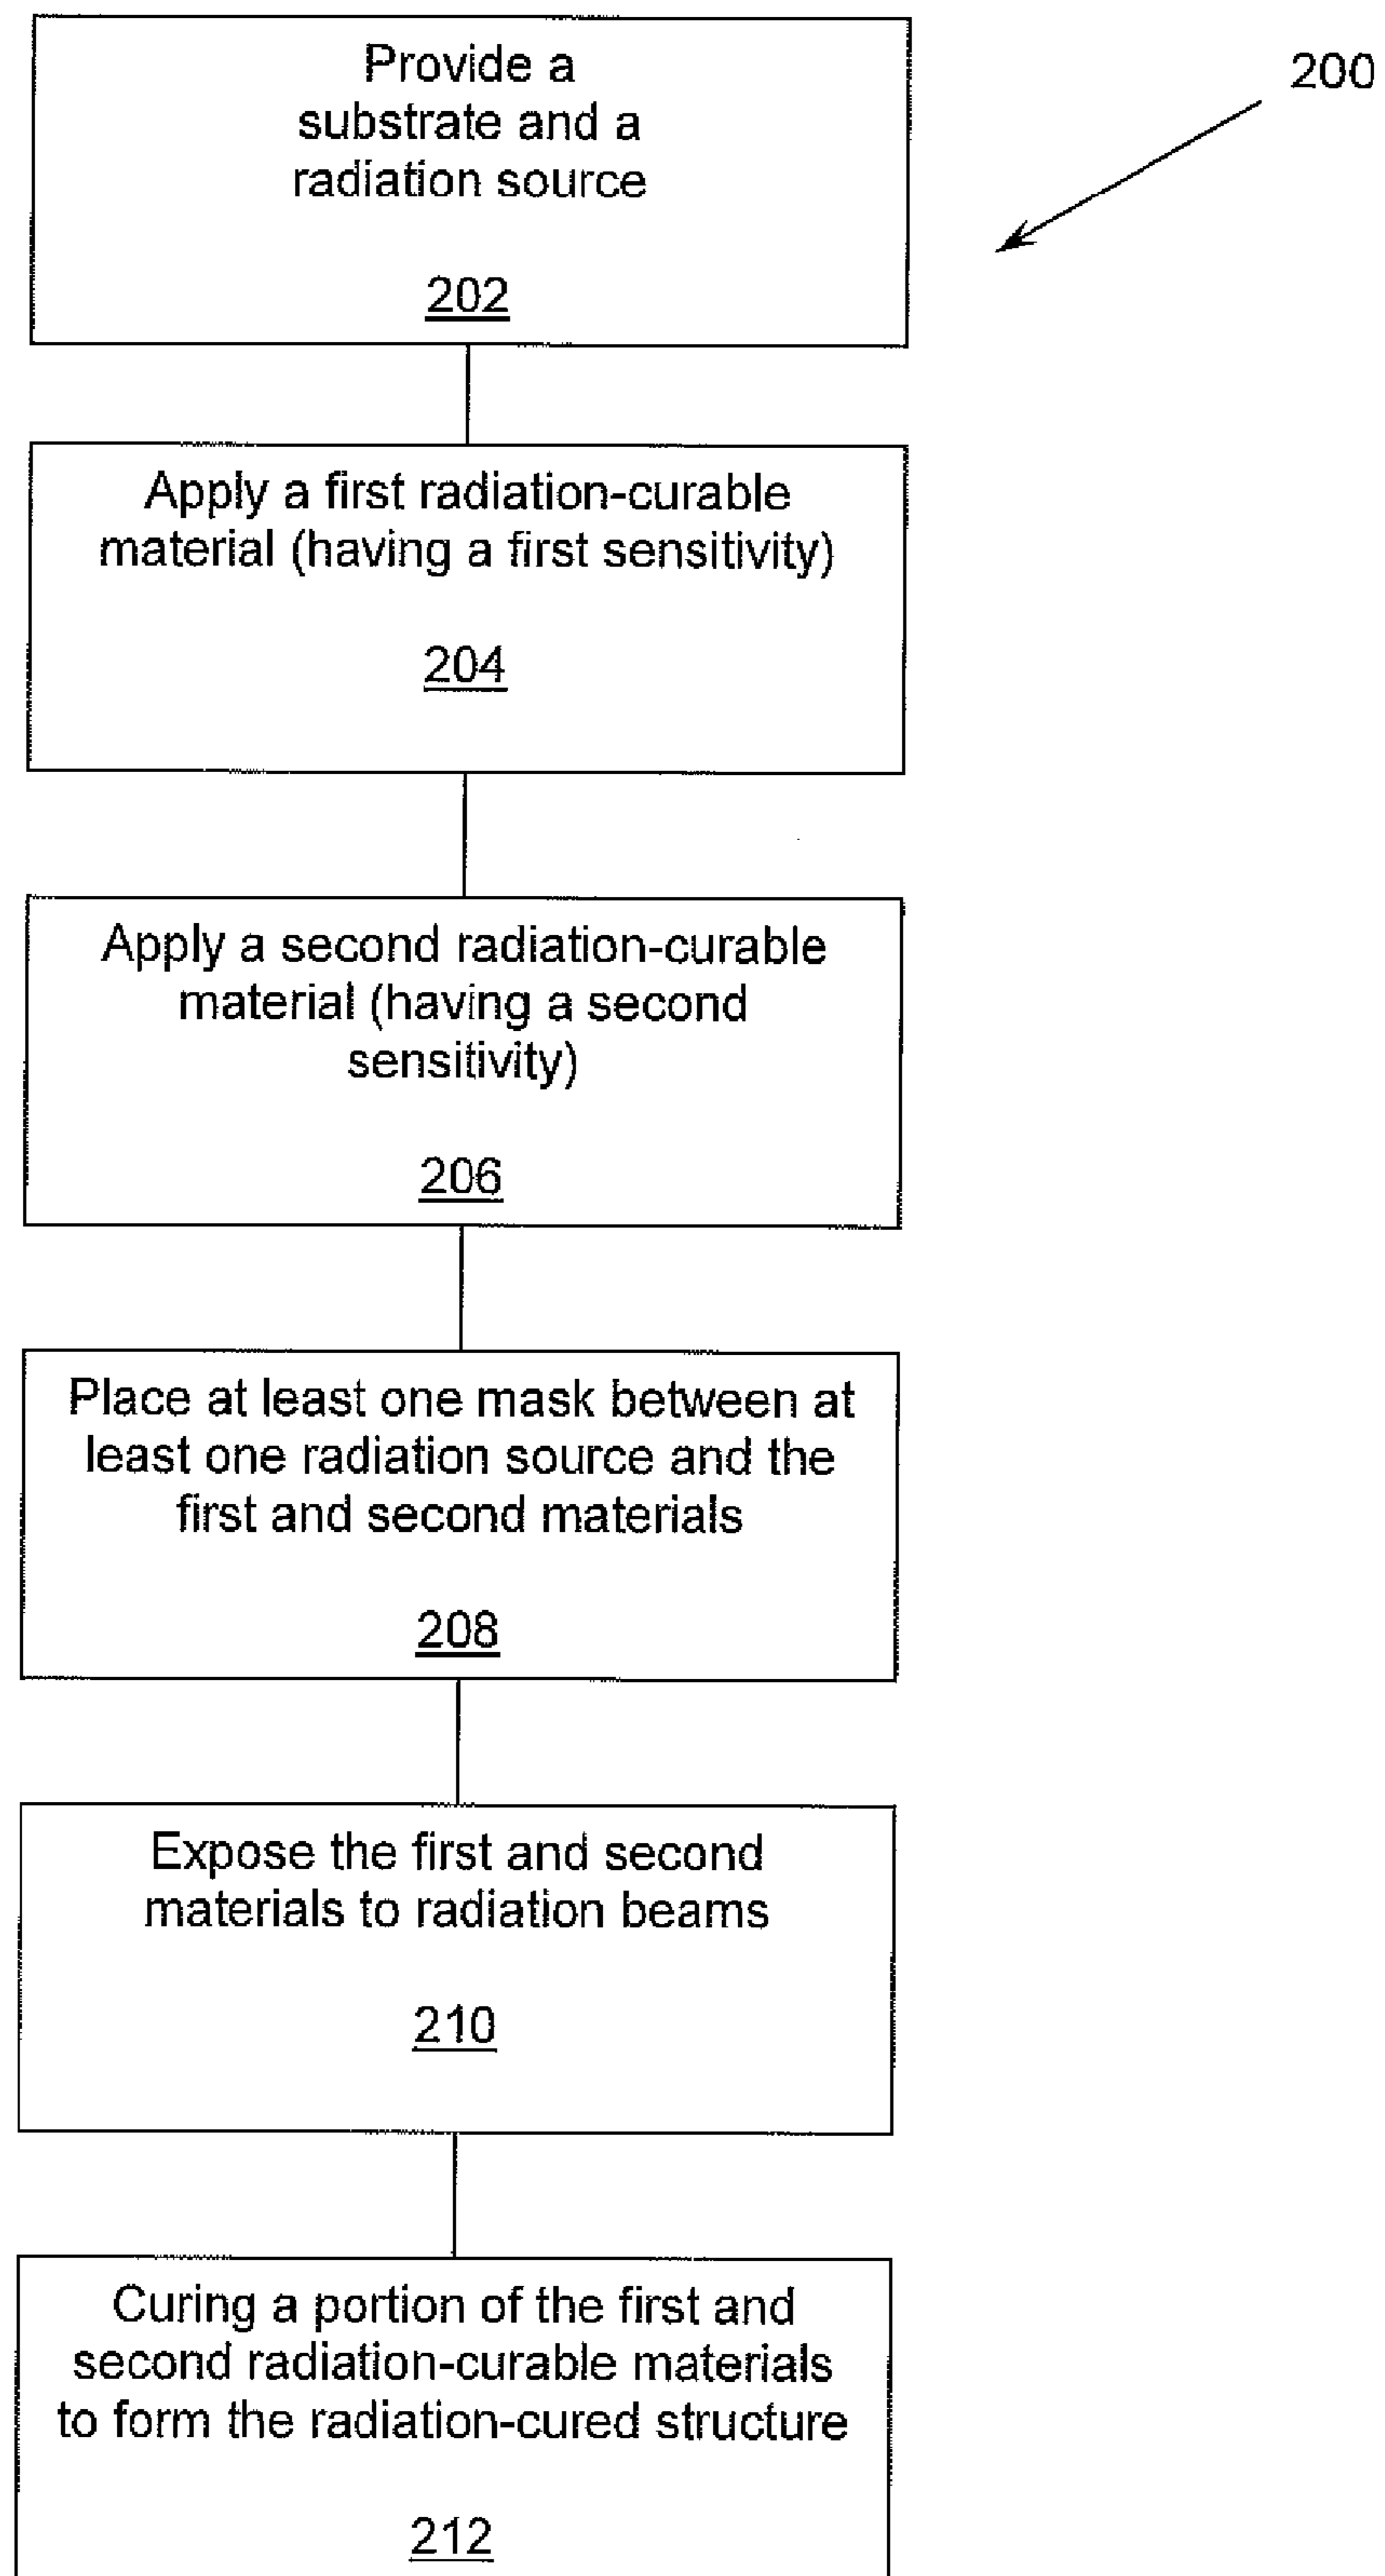 200
Provide a
substrate and a
radiation source
202
Apply a first radiation-curable
material (having a first sensitivity)
204
Apply a second radiation-curable
material (having a second
sensitivity)
206
Place at least one mask between at
least one radiation source and the
first and second materials
208
Expose the first and second
materials to radiation beams
210
Curing a portion of the first and
second radiation-curable materials
to form the radiation-cured structure
212